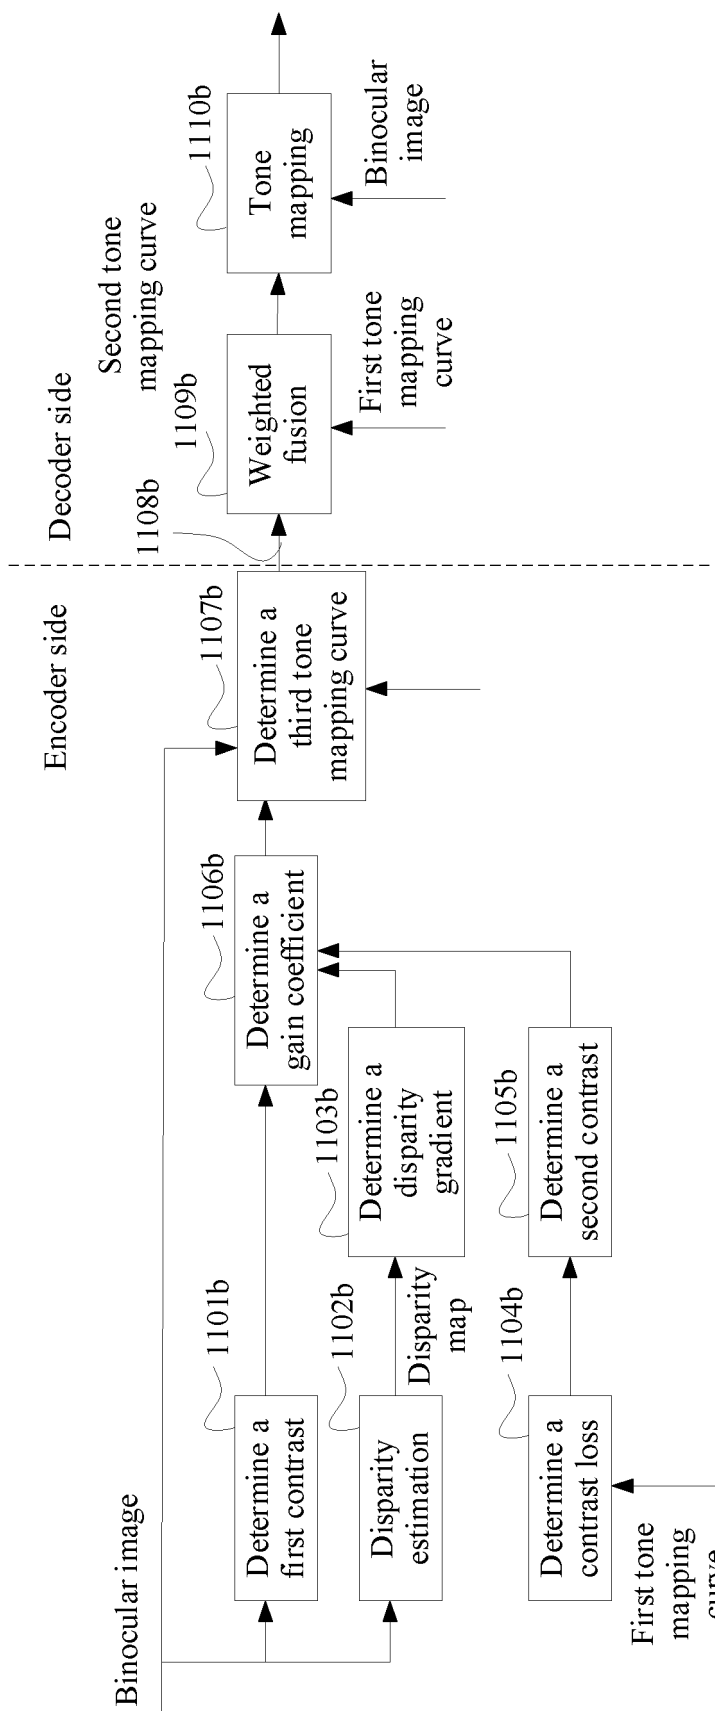 Binocular image
Encoder side
Decoder side
1101b
Determine a
first contrast
1102b
Disparity
estimation
Disparity
map
1103b
Determine a
disparity
gradient
1104b
Determine a
contrast loss
First tone
mapping
curve
1105b
Determine a
second contrast
1106b
Determine a
gain coefficient
1107b
Determine a
third tone
mapping curve
1108b
1109b
Weighted
fusion
First tone
mapping
curve
Second tone
mapping curve
1110b
Tone
mapping
Binocular
image